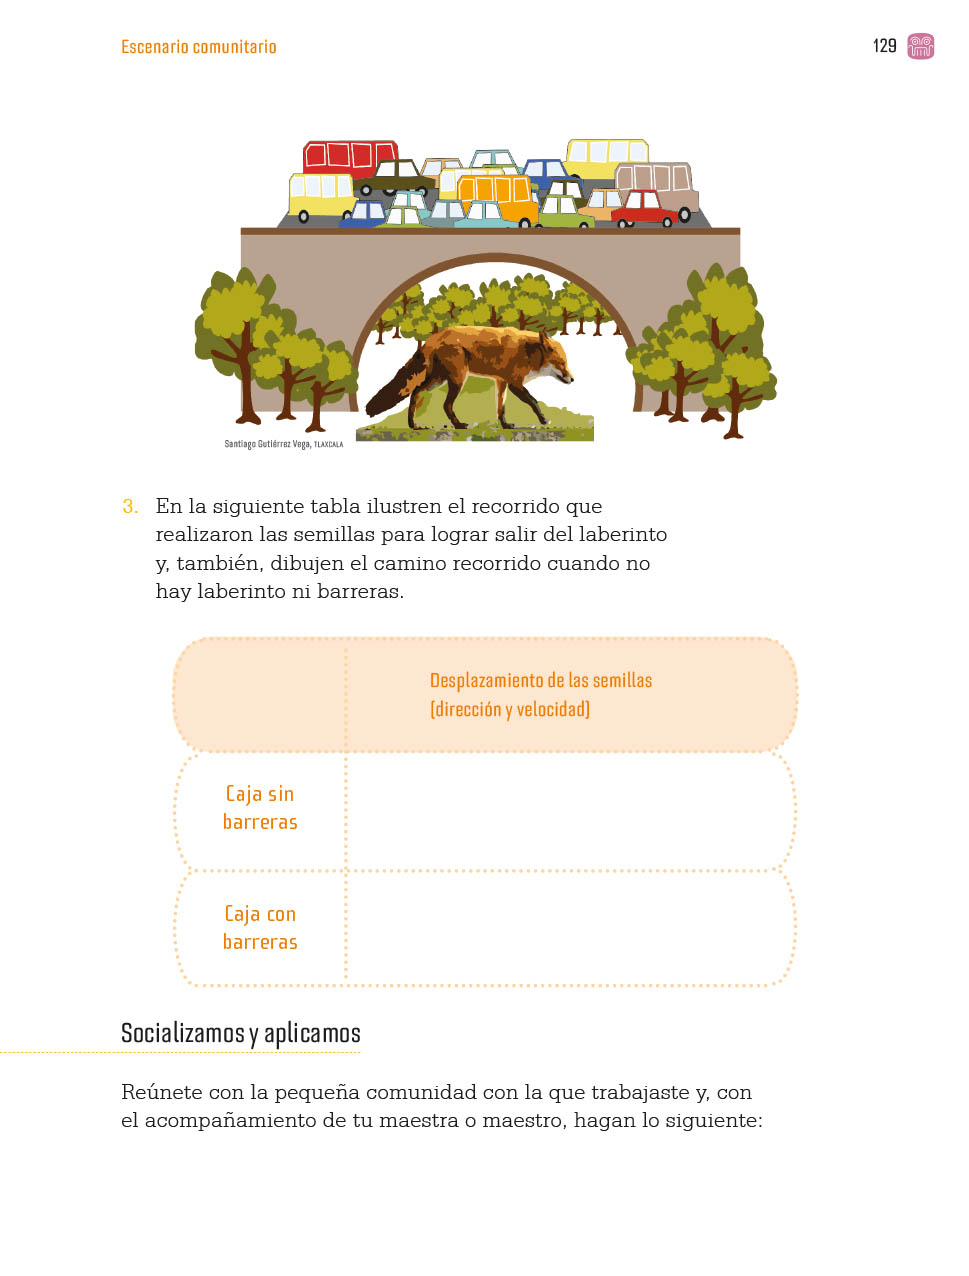 Escenario comunitario
129
Santiago Gutiérrez Vega, TLAXCALA
3. En la siguiente tabla ilustren el recorrido que
realizaron las semillas para lograr salir del laberinto
y, también, dibujen el camino recorrido cuando no
hay laberinto ni barreras.
Desplazamiento de las semillas
(dirección y velocidad)
Caja sin
barreras
Caja con
barreras
Socializamos y aplicamos
Reúnete con la pequeña comunidad con la que trabajaste y, con
el acompañamiento de tu maestra o maestro, hagan lo siguiente: